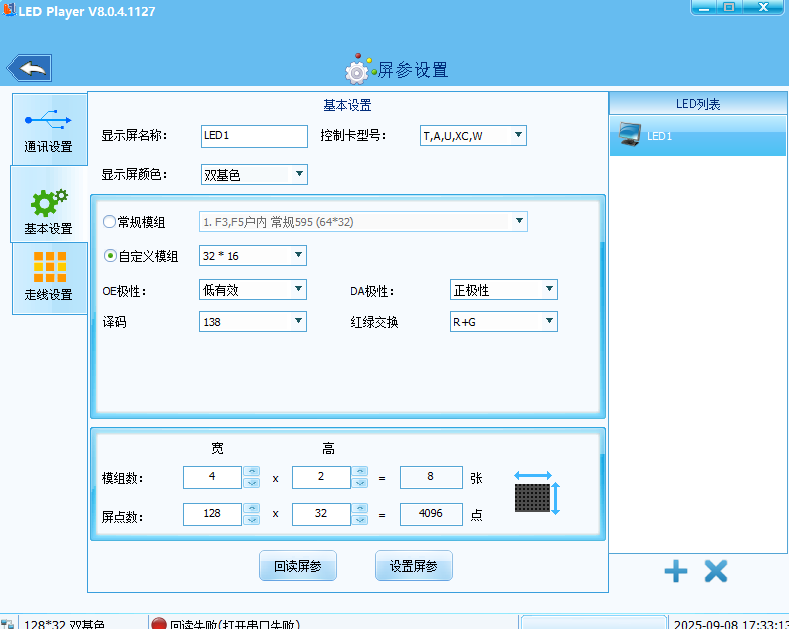 LED Player V8.0.4.1127
屏参设置
通讯设置
基本设置
走线设置
基本设置
显示屏名称: LED1 控制卡型号: T,A,U,XC,W
显示屏颜色: 双基色
常规模组 1. F3,F5户内 常规595 (64*32)
自定义模组 32 * 16
OE极性: 低有效 DA极性: 正极性
译码 138 红绿交换 R+G
宽 高
模组数: 4 x 2 = 8 张
屏点数: 128 x 32 = 4096 点
回读屏参 设置屏参
LED列表
LED1
128*32 双基色 回读失败(打开串口失败) 2025-09-08 17:33:13